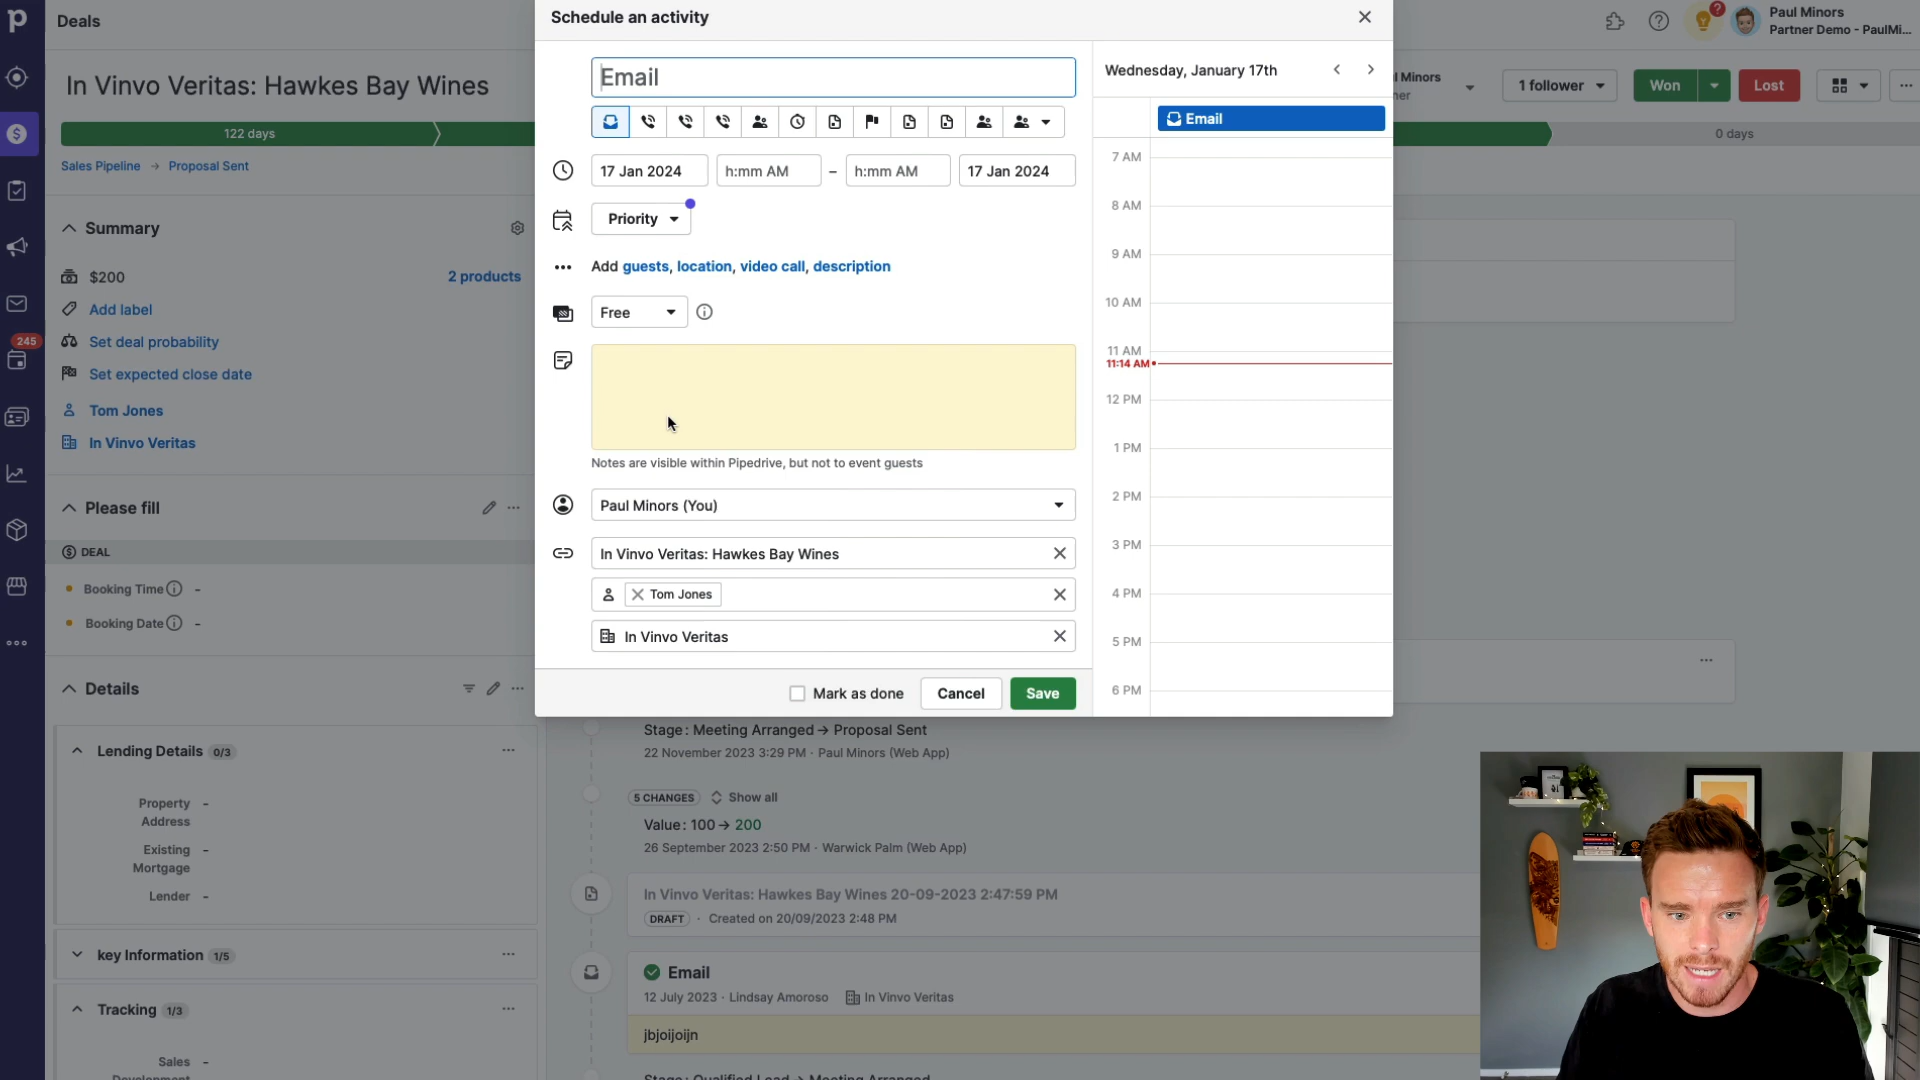 Deals
Schedule an activity
Paul Minors
Partner Demo - PaulMi...
In Vinvo Veritas: Hawkes Bay Wines
1 follower
Won
Lost
122 days
0 days
Sales Pipeline → Proposal Sent
Email
17 Jan 2024
h:mm AM
–
h:mm AM
17 Jan 2024
Priority
Add guests, location, video call, description
Free
Notes are visible within Pipedrive, but not to event guests
Paul Minors (You)
In Vinvo Veritas: Hawkes Bay Wines
Tom Jones
In Vinvo Veritas
Mark as done
Cancel
Save
Wednesday, January 17th
Email
7 AM
8 AM
9 AM
10 AM
11 AM
11:14 AM
12 PM
1 PM
2 PM
3 PM
4 PM
5 PM
6 PM
Summary
$200
2 products
Add label
Set deal probability
Set expected close date
Tom Jones
In Vinvo Veritas
245
Please fill
DEAL
Booking Time -
Booking Date -
Details
Lending Details 0/3
Property Address -
Existing Mortgage -
Lender -
key Information 1/5
Tracking 1/3
Sales -
Stage: Meeting Arranged → Proposal Sent
22 November 2023 3:29 PM · Paul Minors (Web App)
5 CHANGES
Show all
Value: 100 → 200
26 September 2023 2:50 PM · Warwick Palm (Web App)
In Vinvo Veritas: Hawkes Bay Wines 20-09-2023 2:47:59 PM
DRAFT · Created on 20/09/2023 2:48 PM
Email
12 July 2023 · Lindsay Amoroso
In Vinvo Veritas
jbjoijoijn
Stage: Qualified Lead → Meeting Arranged